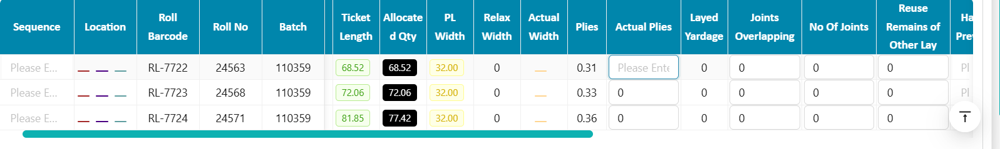 Sequence Location Roll Barcode Roll No Batch Ticket Length Allocate d Qty PL Width Relax Width Actual Width Plies Actual Plies Layed Yardage Joints Overlapping No Of Joints Reuse Remains of Other Lay Ha Prev
Please E... RL-7722 24563 110359 68.52 68.52 32.00 0 0.31 Please Ente 0 0 0 0 Pl
Please E... RL-7723 24568 110359 72.06 72.06 32.00 0 0.33 0 0 0 0 0 Pl
Please E... RL-7724 24571 110359 81.85 77.42 32.00 0 0.36 0 0 0 0 0